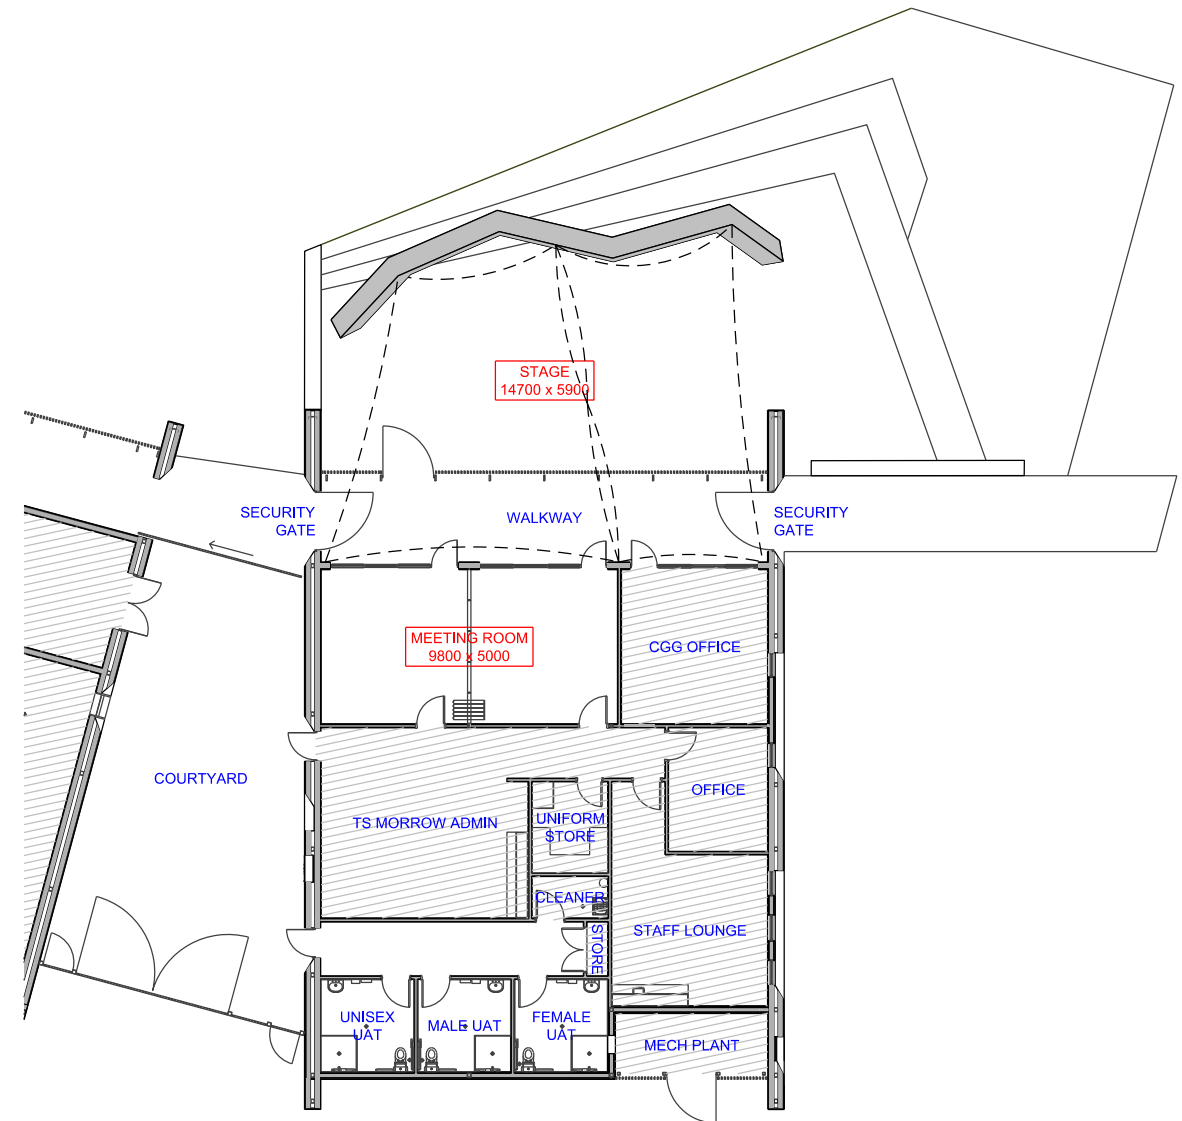 STAGE
14700 x 5900
SECURITY
GATE
WALKWAY
SECURITY
GATE
MEETING ROOM
9800 x 5000
CGG OFFICE
COURTYARD
OFFICE
TS MORROW ADMIN
UNIFORM
STORE
CLEANER
STORE
STAFF LOUNGE
UNISEX
UAT
MALE UAT
FEMALE
UAT
MECH PLANT